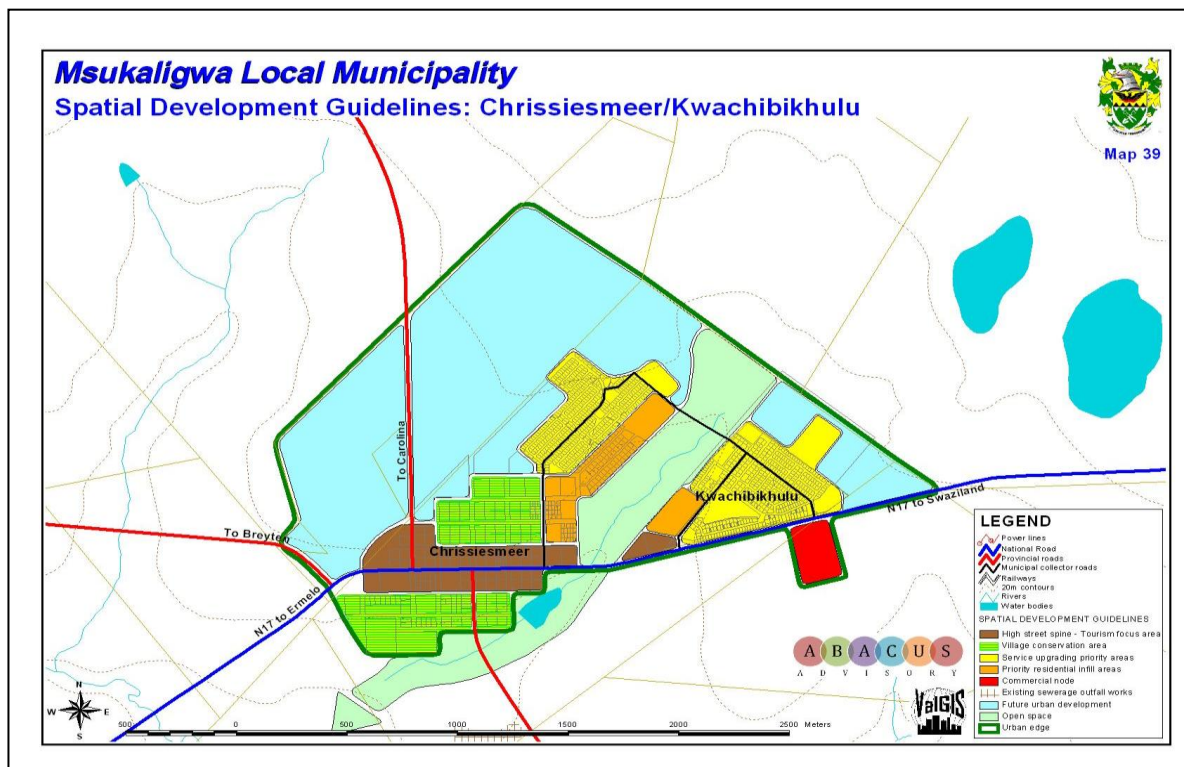 Msukaligwa Local Municipality
Spatial Development Guidelines: Chrissiesmeer/Kwachibikhulu
Map 39
To Carolina
To Breyten
N17 to Ermelo
Chrissiesmeer
Kwachibikhulu
N17 to Swaziland
LEGEND
Power lines
National Road
Provincial roads
Municipal collector roads
Railways
20m contours
Rivers
Water bodies
SPATIAL DEVELOPMENT GUIDELINES
High street spine - Tourism focus area
Village conservation area
Service upgrading priority areas
Priority residential infill areas
Commercial node
Existing sewerage outfall works
Future urban development
Open space
Urban edge
ABACUS
ADVISORY
ValGIS
N
W E
S
500 0 500 1000 1500 2000 2500 Meters